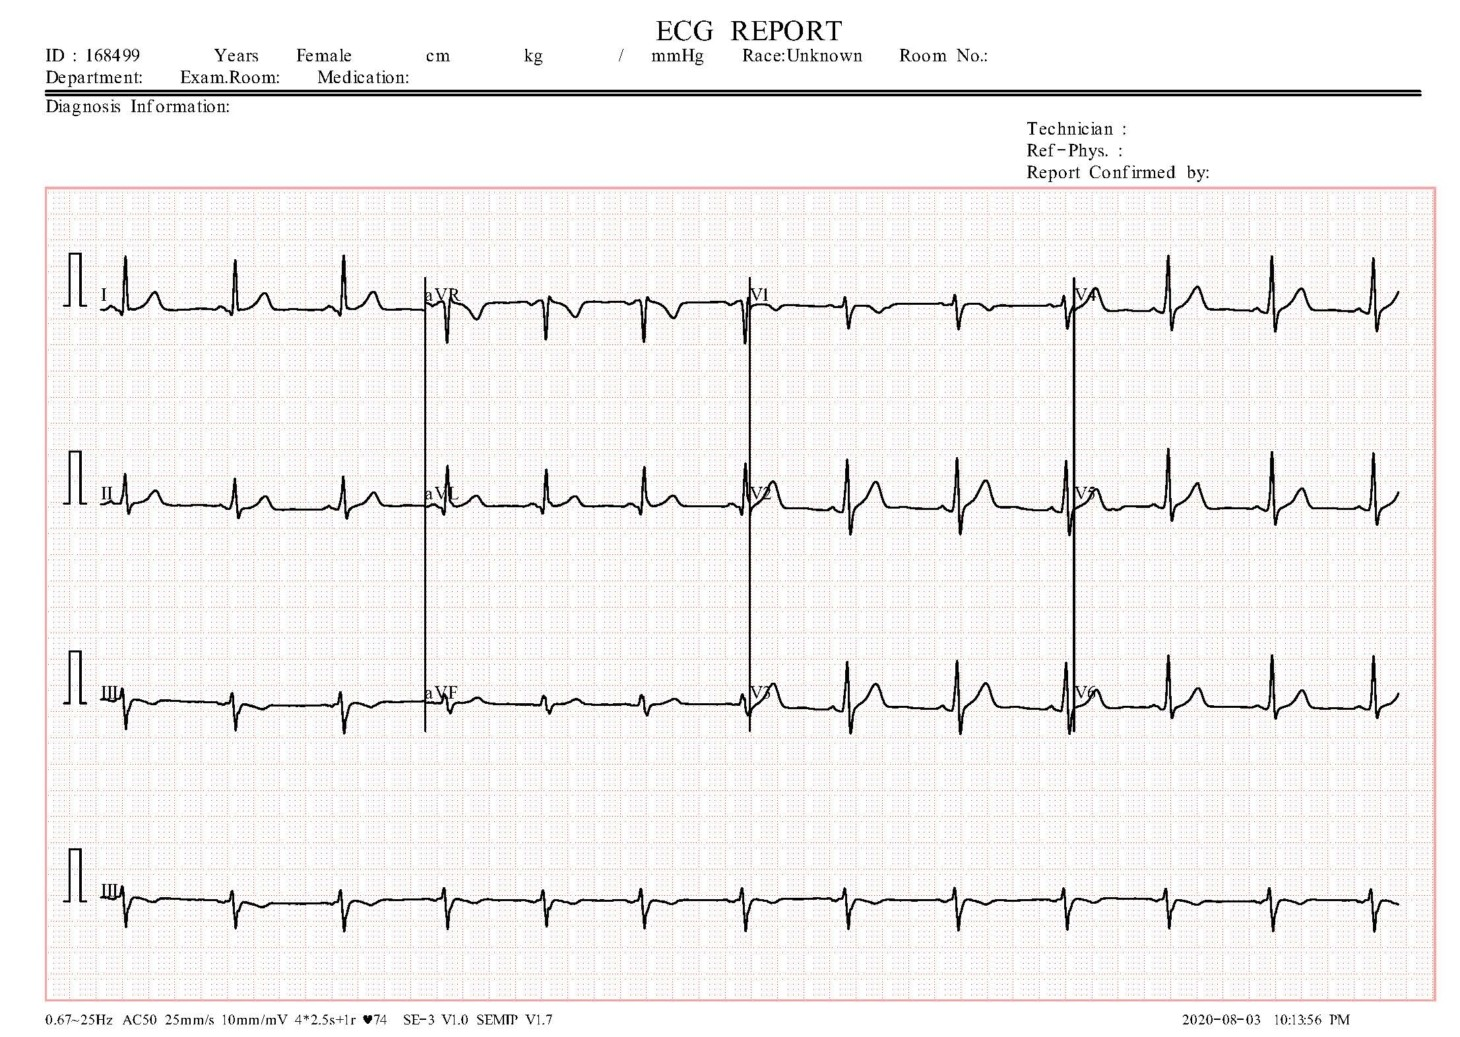 ECG REPORT
ID : 168499 Years Female cm kg / mmHg Race:Unknown Room No.:
Department: Exam.Room: Medication:
Diagnosis Information:
Technician :
Ref-Phys. :
Report Confirmed by:
I aVR V1 V4
II aVL V2 V5
III aVF V3 V6
III
0.67~25Hz AC50 25mm/s 10mm/mV 4*2.5s+1r ♥74 SE-3 V1.0 SEMIP V1.7 2020-08-03 10:13:56 PM